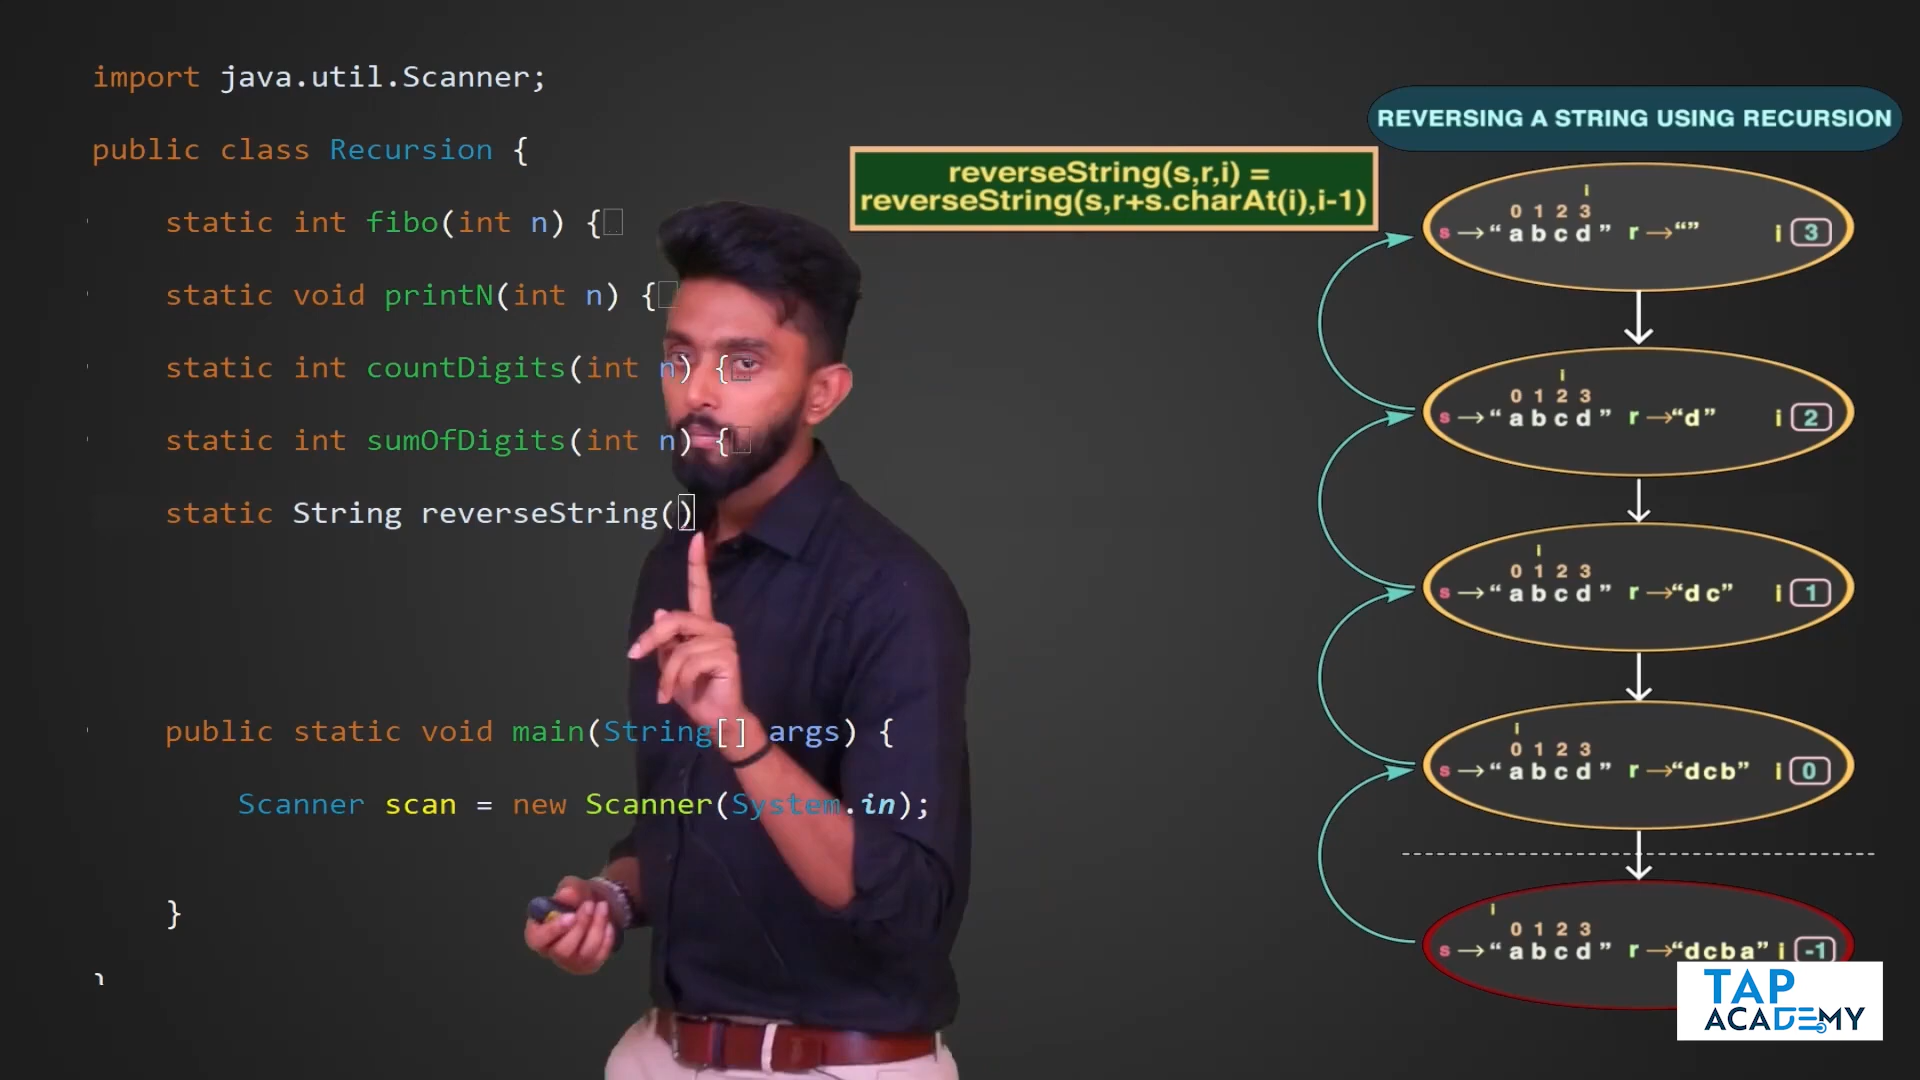 import java.util.Scanner;
public class Recursion {
static int fibo(int n) {
static void printN(int n) {
static int countDigits(int n) {
static int sumOfDigits(int n) {
static String reverseString()
public static void main(String[] args) {
Scanner scan = new Scanner(System.in);
}
reverseString(s,r,i) =
reverseString(s,r+s.charAt(i),i-1)
REVERSING A STRING USING RECURSION
i
0 1 2 3
s → “ a b c d ” r → “” i 3
i
0 1 2 3
s → “ a b c d ” r → “d” i 2
i
0 1 2 3
s → “ a b c d ” r → “d c” i 1
i
0 1 2 3
s → “ a b c d ” r → “dcb” i 0
i
0 1 2 3
s → “ a b c d ” r → “dcba” i -1
TAP
ACADEMY